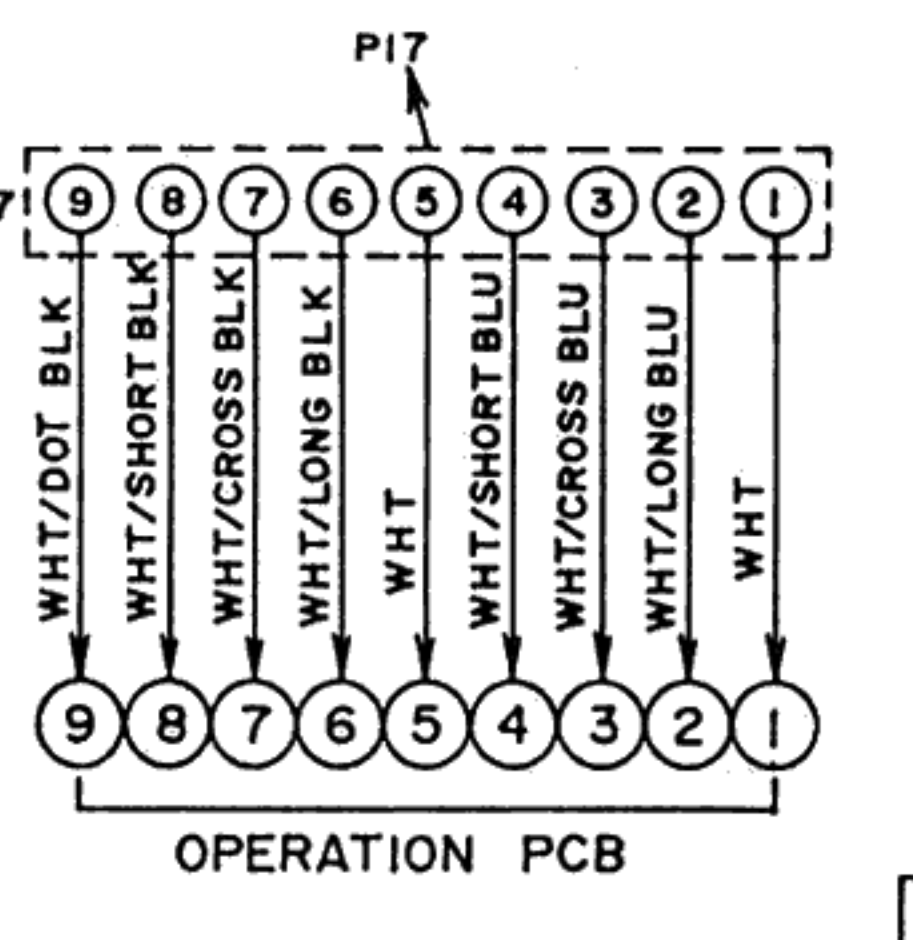 P17
7 9 8 7 6 5 4 3 2 1
WHT/DOT BLK
WHT/SHORT BLK
WHT/CROSS BLK
WHT/LONG BLK
WHT
WHT/SHORT BLU
WHT/CROSS BLU
WHT/LONG BLU
WHT
9 8 7 6 5 4 3 2 1
OPERATION PCB